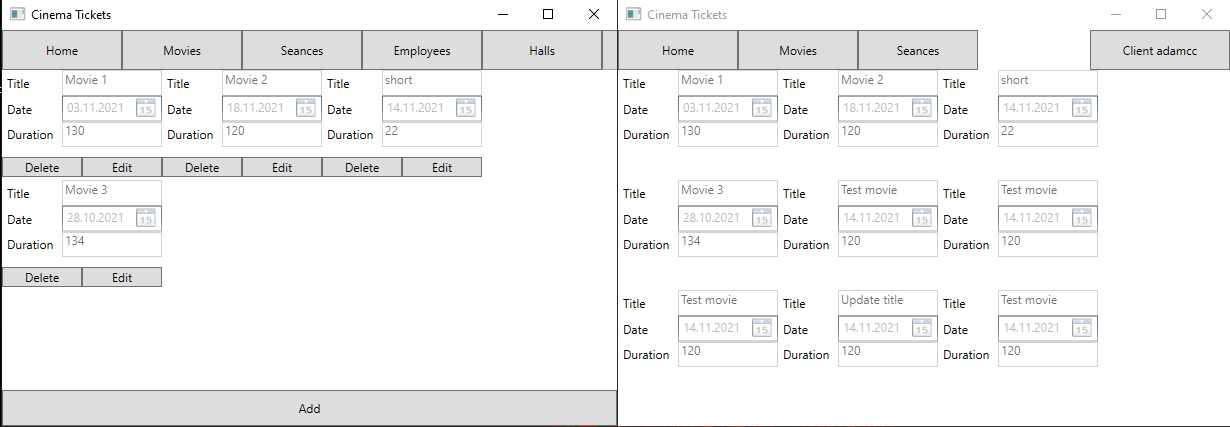 Cinema Tickets
Home Movies Seances Employees Halls
Title Movie 1 Title Movie 2 Title short
Date 03.11.2021 15 Date 18.11.2021 15 Date 14.11.2021 15
Duration 130 Duration 120 Duration 22
Delete Edit Delete Edit Delete Edit
Title Movie 3
Date 28.10.2021 15
Duration 134
Delete Edit
Add
Cinema Tickets
Home Movies Seances Client adamcc
Title Movie 1 Title Movie 2 Title short
Date 03.11.2021 15 Date 18.11.2021 15 Date 14.11.2021 15
Duration 130 Duration 120 Duration 22
Title Movie 3 Title Test movie Title Test movie
Date 28.10.2021 15 Date 14.11.2021 15 Date 14.11.2021 15
Duration 134 Duration 120 Duration 120
Title Test movie Title Update title Title Test movie
Date 14.11.2021 15 Date 14.11.2021 15 Date 14.11.2021 15
Duration 120 Duration 120 Duration 120